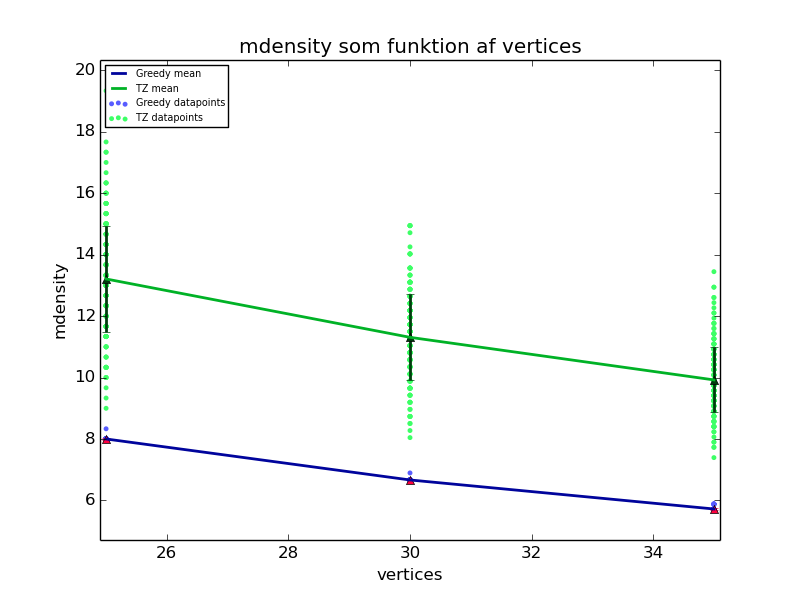 mdensity som funktion af vertices
Greedy mean
TZ mean
Greedy datapoints
TZ datapoints
20
18
16
14
12
10
8
6
mdensity
26 28 30 32 34
vertices